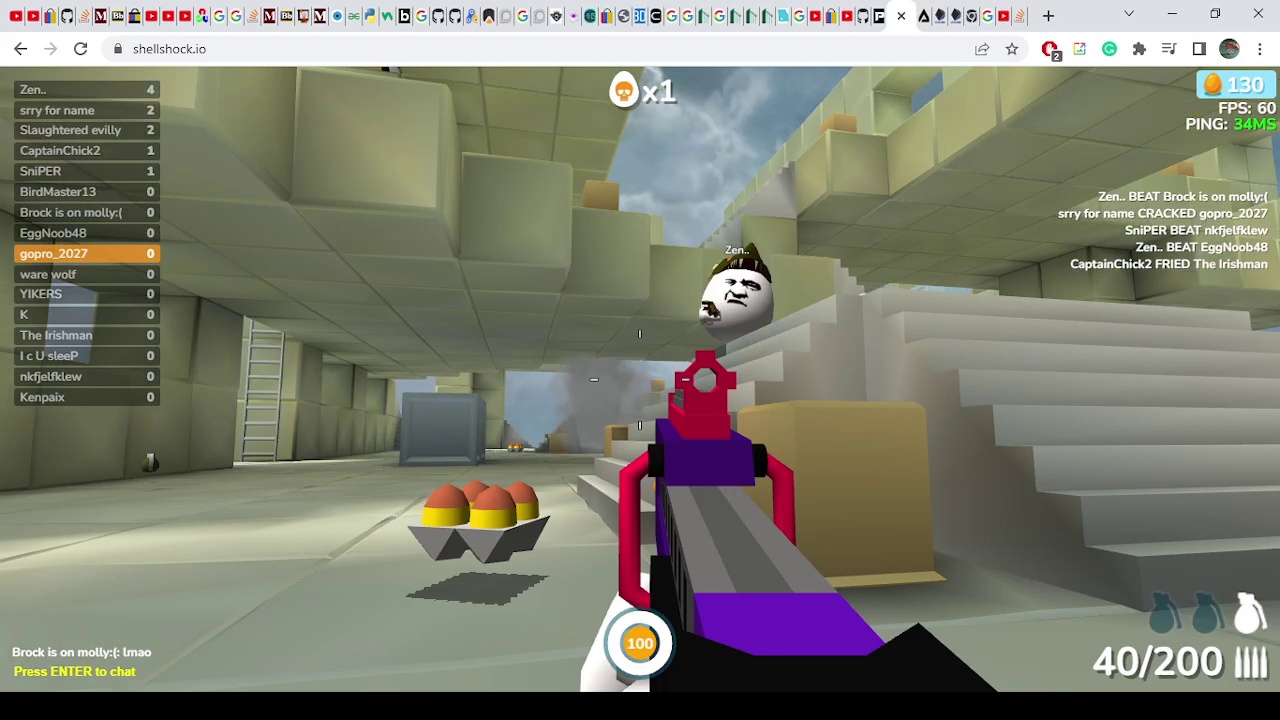 shellshock.io
2
Zen.. 4
srry for name 2
Slaughtered evilly 2
CaptainChick2 1
SniPER 1
BirdMaster13 0
Brock is on molly:( 0
EggNoob48 0
gopro_2027 0
ware wolf 0
YIKERS 0
K 0
The Irishman 0
I c U sleeP 0
nkfjelfklew 0
Kenpaix 0
x1
130
FPS: 60
PING: 34MS
Zen.. BEAT Brock is on molly:(
srry for name CRACKED gopro_2027
SniPER BEAT nkfjelfklew
Zen.. BEAT EggNoob48
CaptainChick2 FRIED The Irishman
Zen..
Brock is on molly:(: lmao
Press ENTER to chat
100
40/200